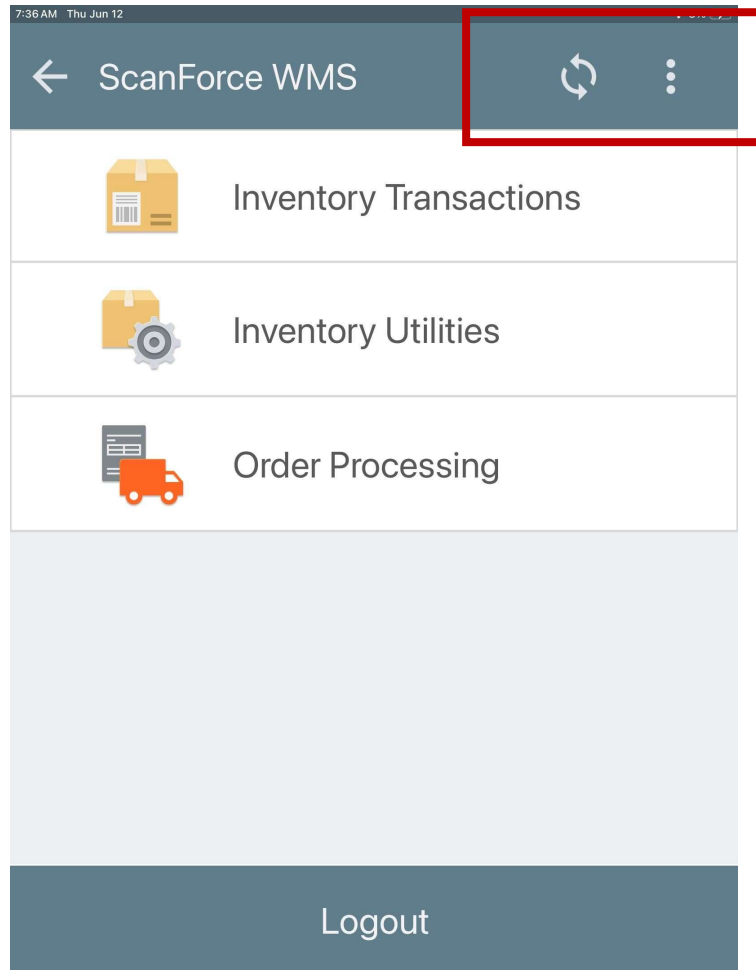 7:36 AM Thu Jun 12
ScanForce WMS
Inventory Transactions
Inventory Utilities
Order Processing
Logout